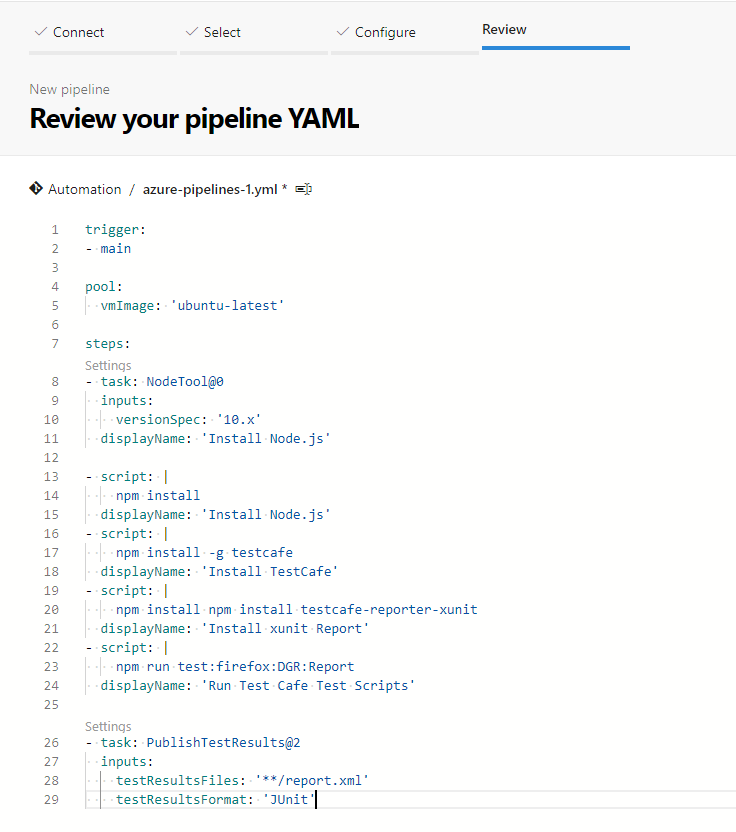 Connect Select Configure Review
New pipeline
Review your pipeline YAML
Automation / azure-pipelines-1.yml *
1 trigger:
2 - main
3
4 pool:
5   vmImage: 'ubuntu-latest'
6
7 steps:
Settings
8 - task: NodeTool@0
9   inputs:
10     versionSpec: '10.x'
11   displayName: 'Install Node.js'
12
13 - script: |
14     npm install
15   displayName: 'Install Node.js'
16 - script: |
17     npm install -g testcafe
18   displayName: 'Install TestCafe'
19 - script: |
20     npm install npm install testcafe-reporter-xunit
21   displayName: 'Install xunit Report'
22 - script: |
23     npm run test:firefox:DGR:Report
24   displayName: 'Run Test Cafe Test Scripts'
25
Settings
26 - task: PublishTestResults@2
27   inputs:
28     testResultsFiles: '**/report.xml'
29     testResultsFormat: 'JUnit'